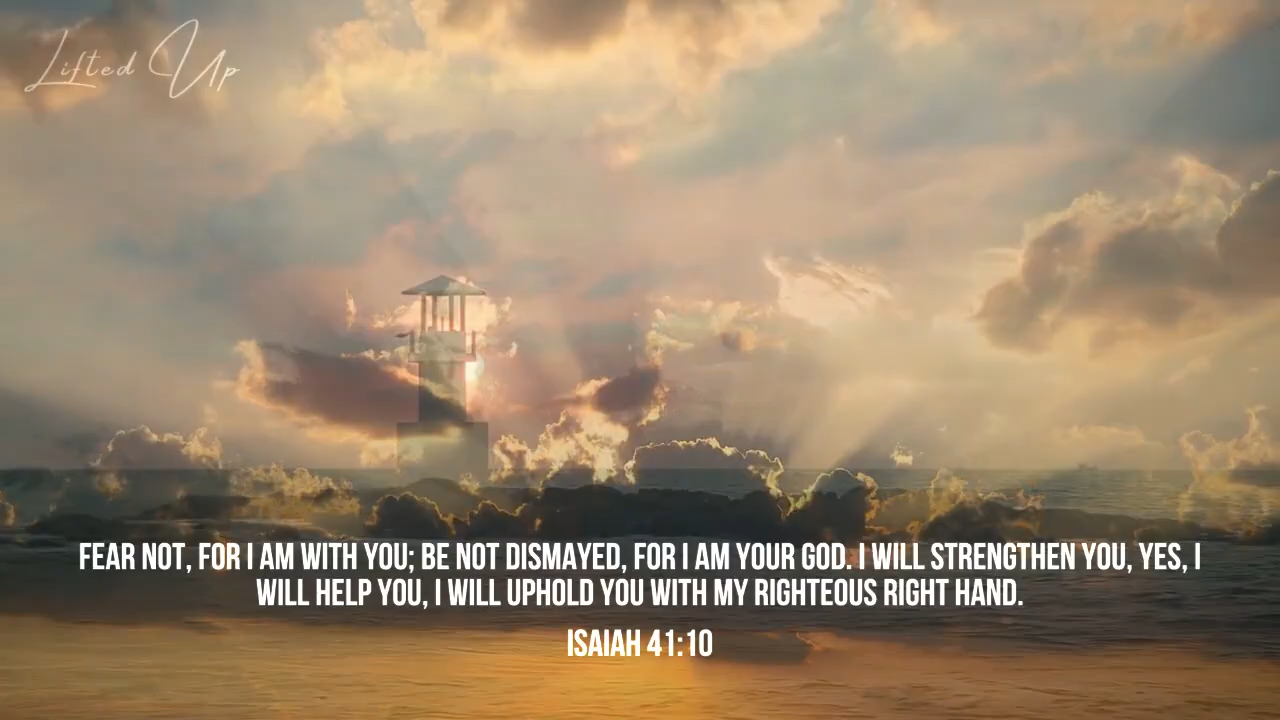 Lifted Up
FEAR NOT, FOR I AM WITH YOU; BE NOT DISMAYED, FOR I AM YOUR GOD. I WILL STRENGTHEN YOU, YES, I
WILL HELP YOU, I WILL UPHOLD YOU WITH MY RIGHTEOUS RIGHT HAND.
ISAIAH 41:10